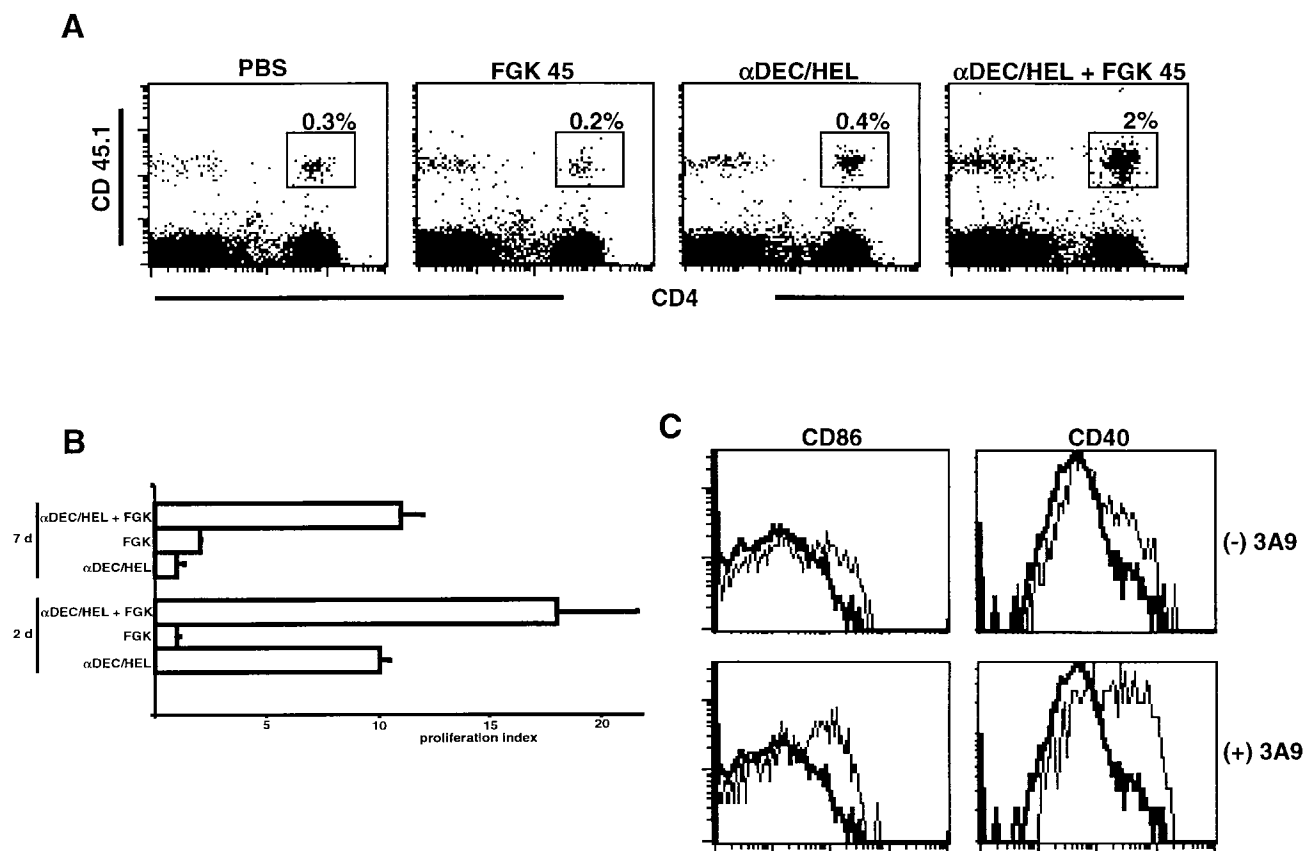 A
PBS
FGK 45
αDEC/HEL
αDEC/HEL + FGK 45
CD 45.1
0.3%
0.2%
0.4%
2%
CD4
B
7 d
αDEC/HEL + FGK
FGK
αDEC/HEL
2 d
αDEC/HEL + FGK
FGK
αDEC/HEL
5
10
15
20
proliferation index
C
CD86
CD40
(-) 3A9
(+) 3A9